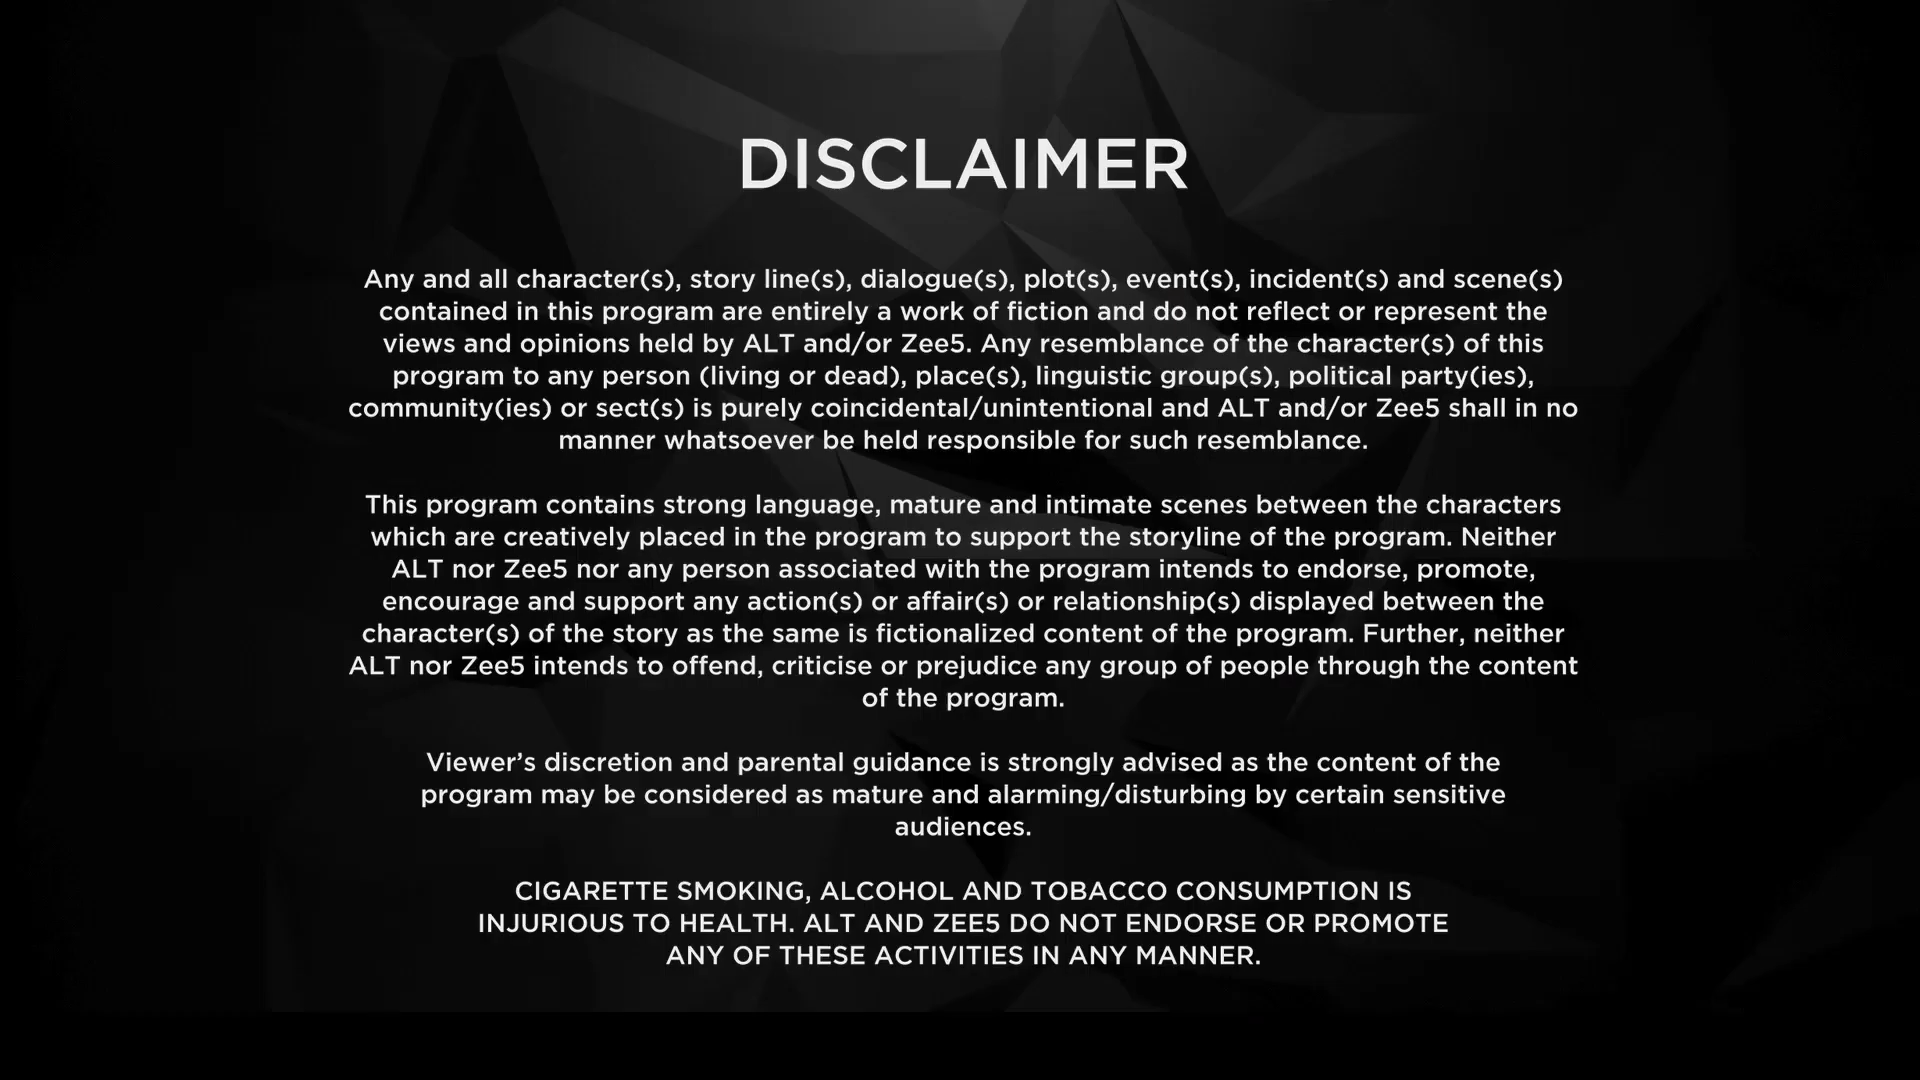 DISCLAIMER
Any and all character(s), story line(s), dialogue(s), plot(s), event(s), incident(s) and scene(s)
contained in this program are entirely a work of fiction and do not reflect or represent the
views and opinions held by ALT and/or Zee5. Any resemblance of the character(s) of this
program to any person (living or dead), place(s), linguistic group(s), political party(ies),
community(ies) or sect(s) is purely coincidental/unintentional and ALT and/or Zee5 shall in no
manner whatsoever be held responsible for such resemblance.
This program contains strong language, mature and intimate scenes between the characters
which are creatively placed in the program to support the storyline of the program. Neither
ALT nor Zee5 nor any person associated with the program intends to endorse, promote,
encourage and support any action(s) or affair(s) or relationship(s) displayed between the
character(s) of the story as the same is fictionalized content of the program. Further, neither
ALT nor Zee5 intends to offend, criticise or prejudice any group of people through the content
of the program.
Viewer’s discretion and parental guidance is strongly advised as the content of the
program may be considered as mature and alarming/disturbing by certain sensitive
audiences.
CIGARETTE SMOKING, ALCOHOL AND TOBACCO CONSUMPTION IS
INJURIOUS TO HEALTH. ALT AND ZEE5 DO NOT ENDORSE OR PROMOTE
ANY OF THESE ACTIVITIES IN ANY MANNER.